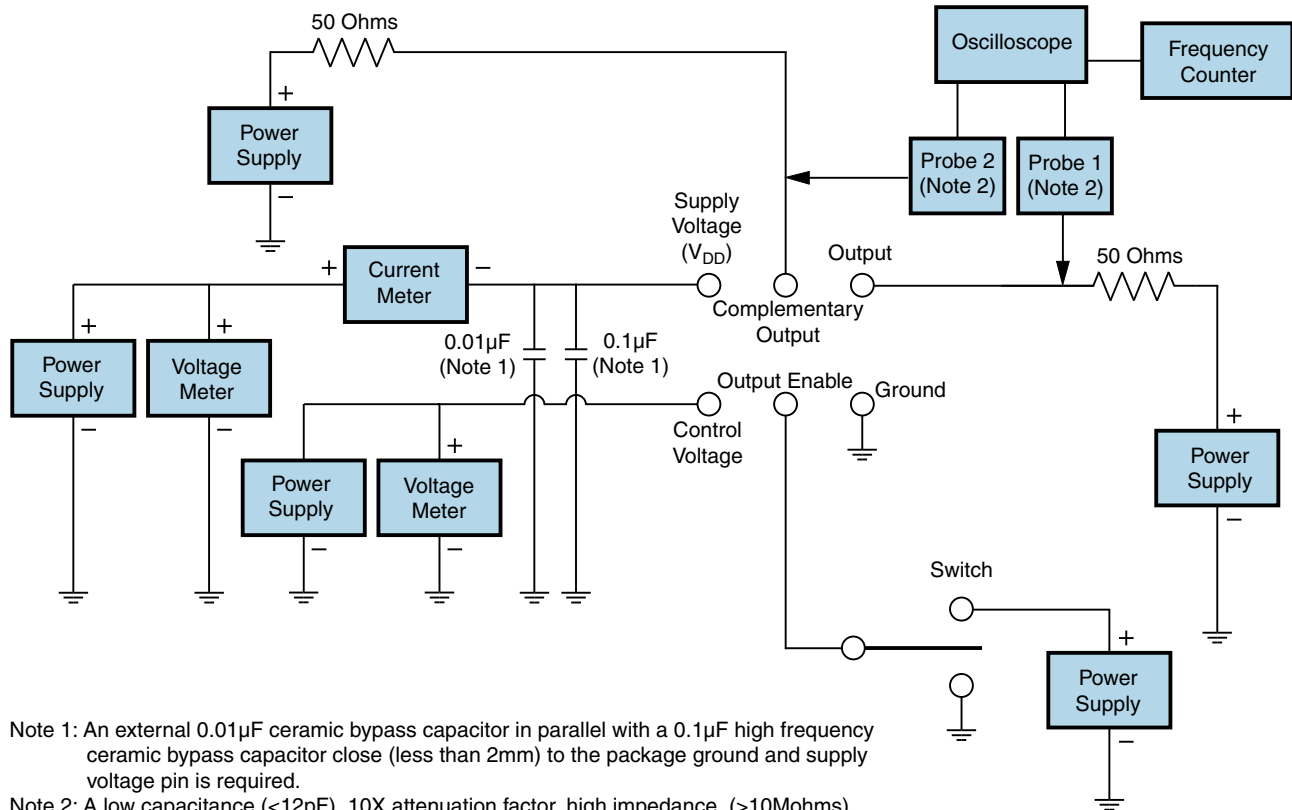 50 Ohms
Oscilloscope
Frequency
Counter
+
Power
Supply
−
Probe 2
(Note 2)
Probe 1
(Note 2)
Supply
Voltage
(VDD)
Output
50 Ohms
+
Current
Meter
−
Complementary
Output
+
Power
Supply
−
+
Voltage
Meter
−
0.01µF
(Note 1)
0.1µF
(Note 1)
Output Enable
Ground
Control
Voltage
+
Power
Supply
−
Power
Supply
−
+
Voltage
Meter
−
Switch
+
Power
Supply
−
Note 1: An external 0.01µF ceramic bypass capacitor in parallel with a 0.1µF high frequency
ceramic bypass capacitor close (less than 2mm) to the package ground and supply
voltage pin is required.
Note 2: A low capacitance (<12pF), 10X attenuation factor, high impedance, (>10Mohms)